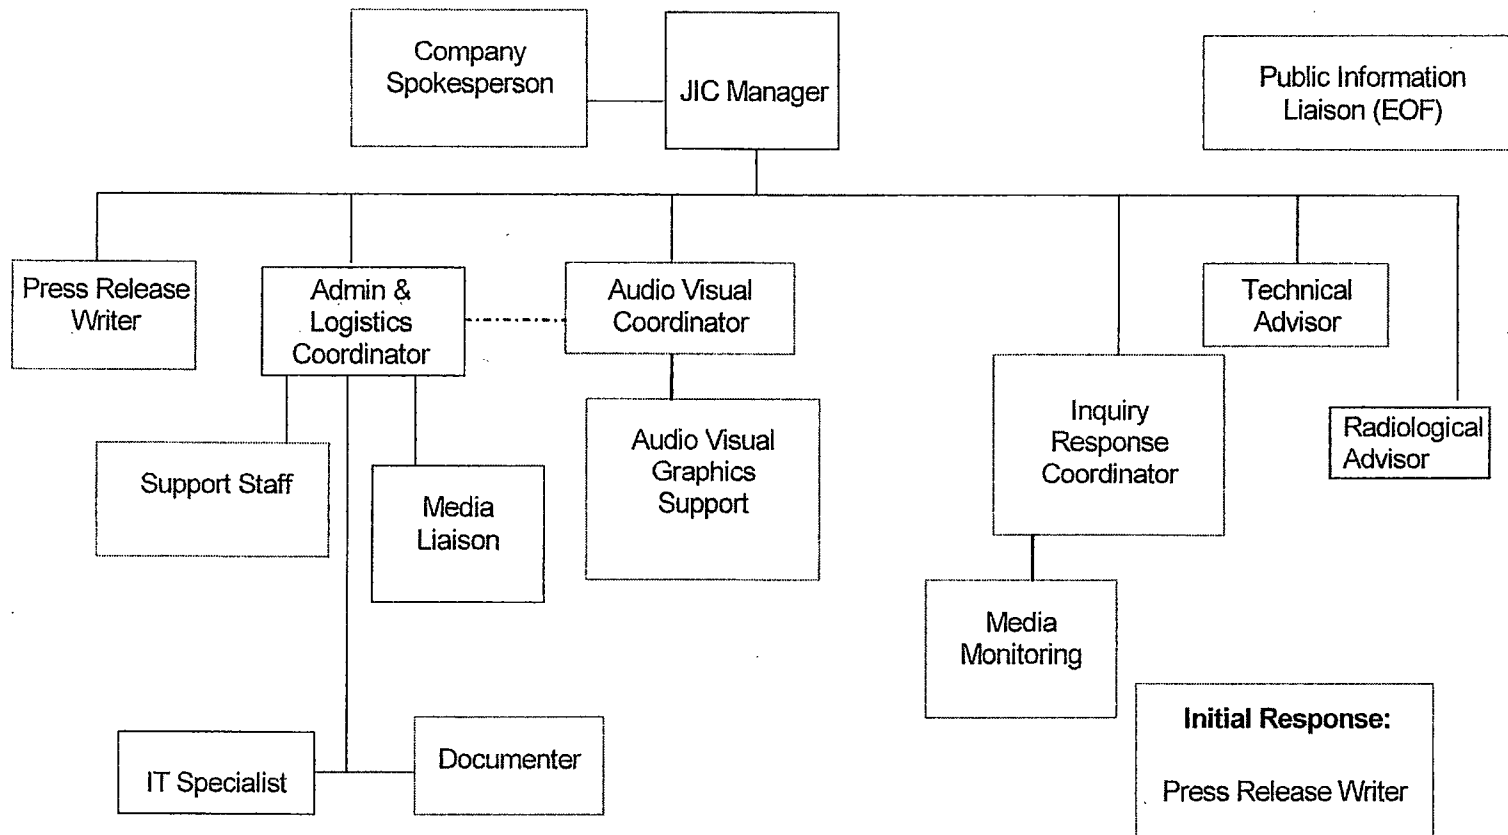 Company
Spokesperson
JIC Manager
Public Information
Liaison (EOF)
Press Release
Writer
Admin &
Logistics
Coordinator
Audio Visual
Coordinator
Technical
Advisor
Inquiry
Response
Coordinator
Radiological
Advisor
Support Staff
Media
Liaison
Audio Visual
Graphics
Support
Media
Monitoring
IT Specialist
Documenter
Initial Response:
Press Release Writer